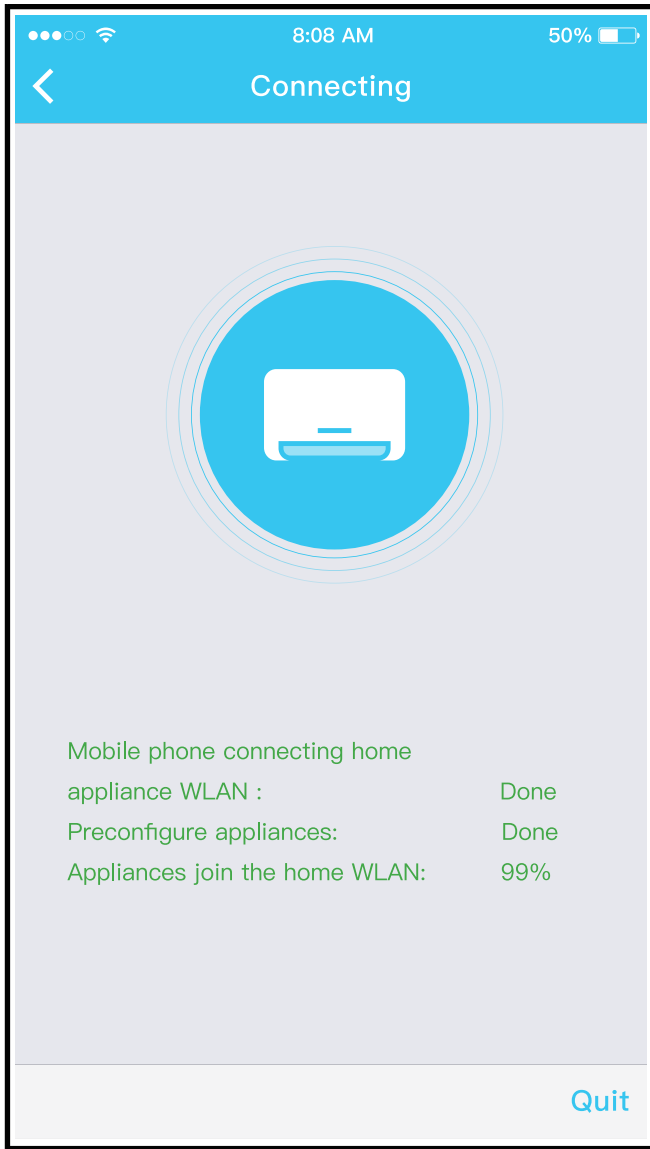 8:08 AM 50%
Connecting
Mobile phone connecting home
appliance WLAN : Done
Preconfigure appliances: Done
Appliances join the home WLAN: 99%
Quit